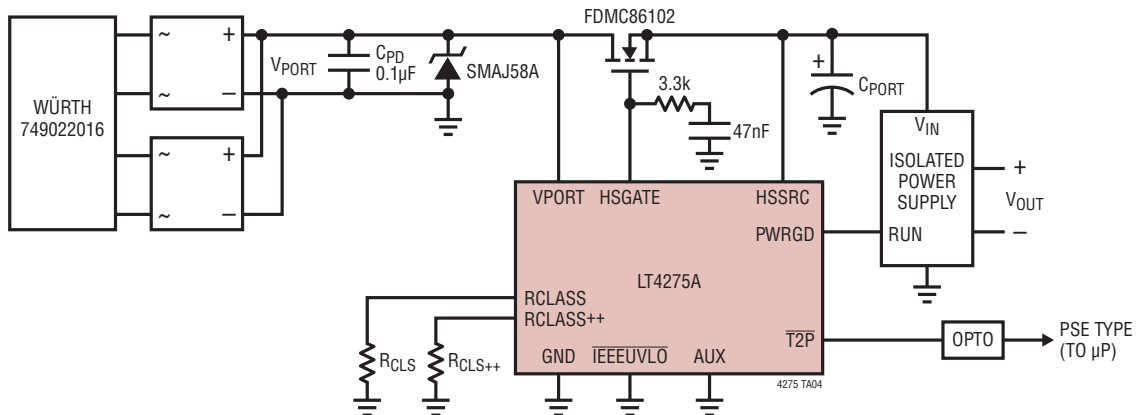 FDMC86102
WÜRTH
749022016
~
+
~
–
~
+
~
–
VPORT
CPD
0.1µF
SMAJ58A
3.3k
47nF
+
CPORT
VIN
ISOLATED
POWER
SUPPLY
RUN
+
VOUT
–
VPORT
HSGATE
HSSRC
PWRGD
LT4275A
RCLASS
RCLASS++
T2P
GND
IEEEUVLO
AUX
RCLS
RCLS++
OPTO
PSE TYPE
(TO µP)
4275 TA04